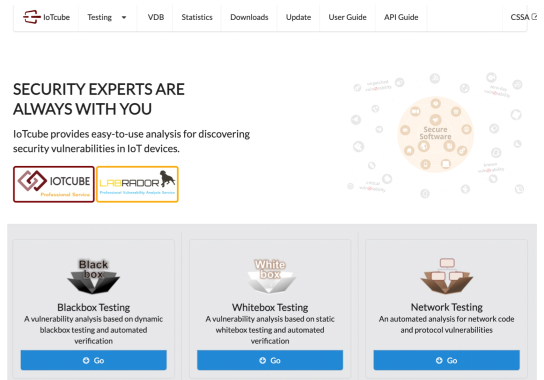 IoTcube
Testing
VDB
Statistics
Downloads
Update
User Guide
API Guide
CSSA
SECURITY EXPERTS ARE
ALWAYS WITH YOU
IoTcube provides easy-to-use analysis for discovering
security vulnerabilities in IoT devices.
IOTCUBE
Professional Service
LABRADOR
Professional Vulnerability Analysis Service
Secure
Software
Black
box
Blackbox Testing
A vulnerability analysis based on dynamic
blackbox testing and automated
verification
Go
White
box
Whitebox Testing
A vulnerability analysis based on static
whitebox testing and automated
verification
Go
Network Testing
An automated analysis for network code
and protocol vulnerabilities
Go